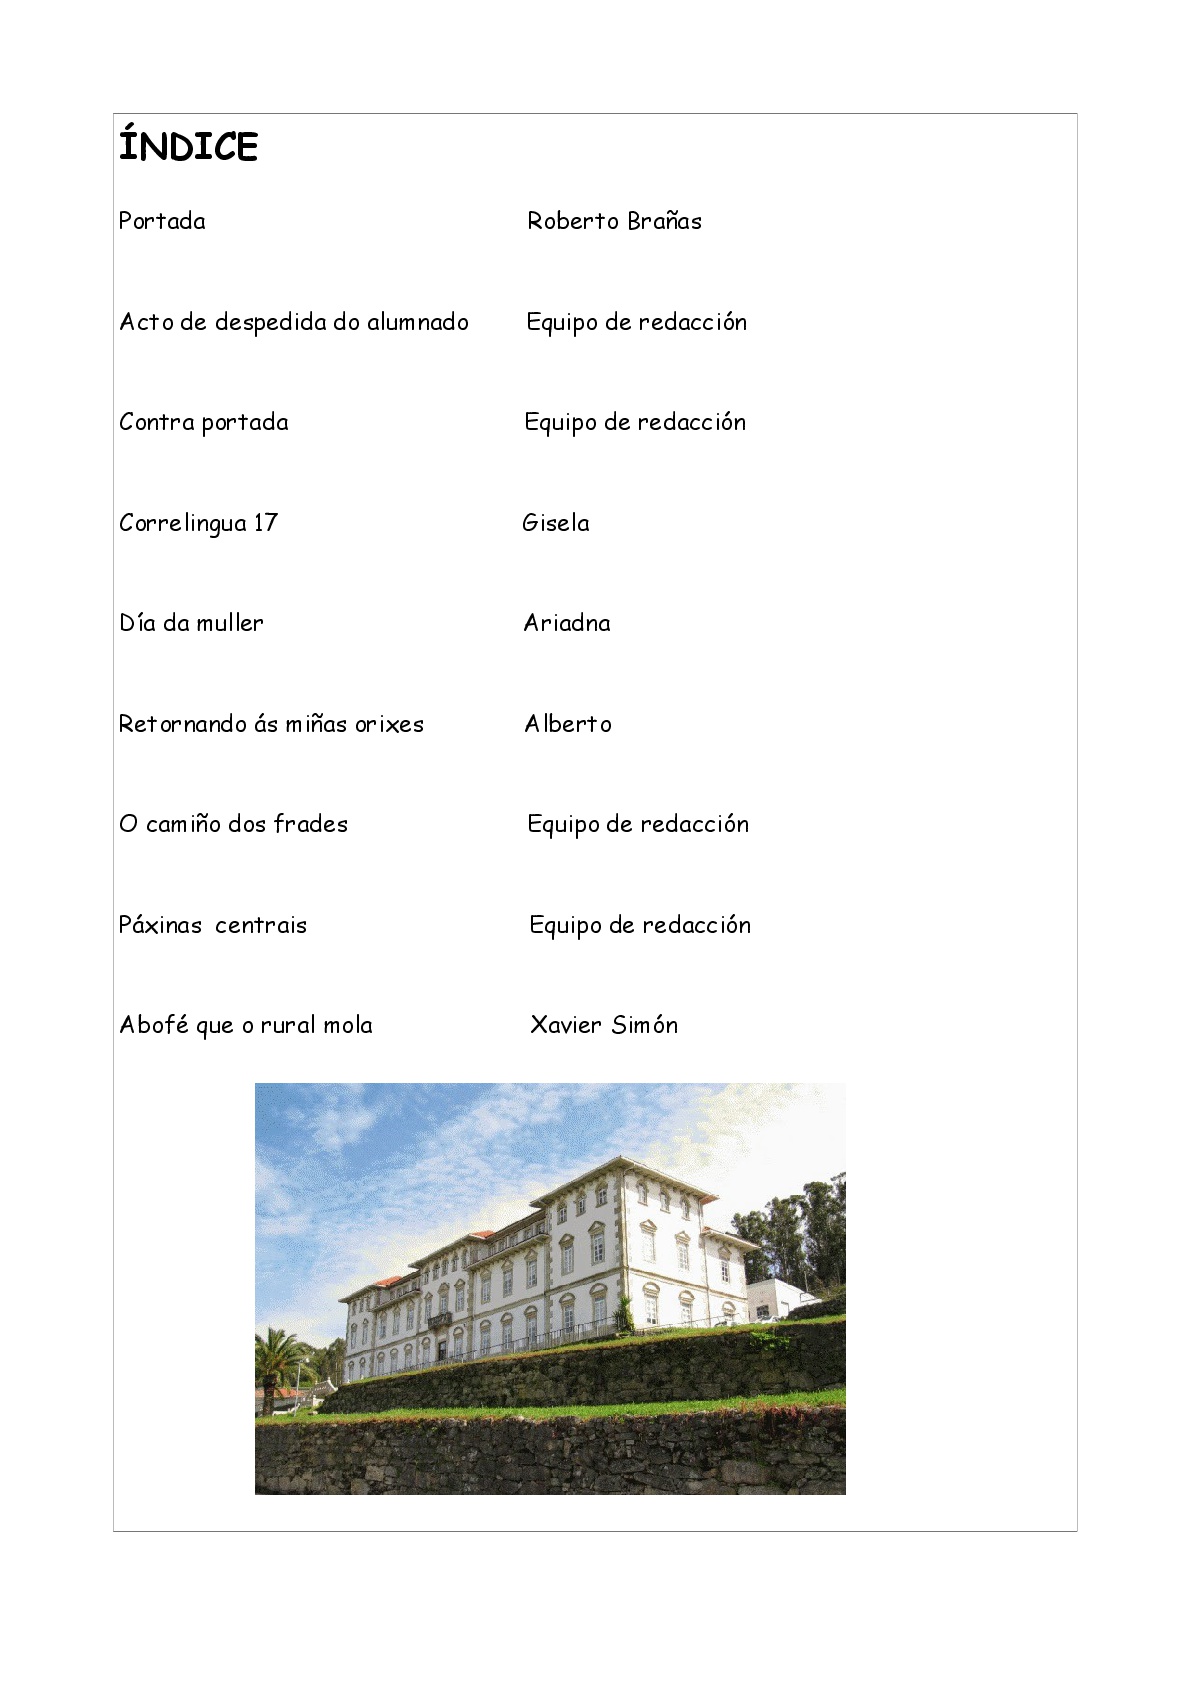 ÍNDICE
Portada Roberto Brañas
Acto de despedida do alumnado Equipo de redacción
Contra portada Equipo de redacción
Correlingua 17 Gisela
Día da muller Ariadna
Retornando ás miñas orixes Alberto
O camiño dos frades Equipo de redacción
Páxinas centrais Equipo de redacción
Abofé que o rural mola Xavier Simón